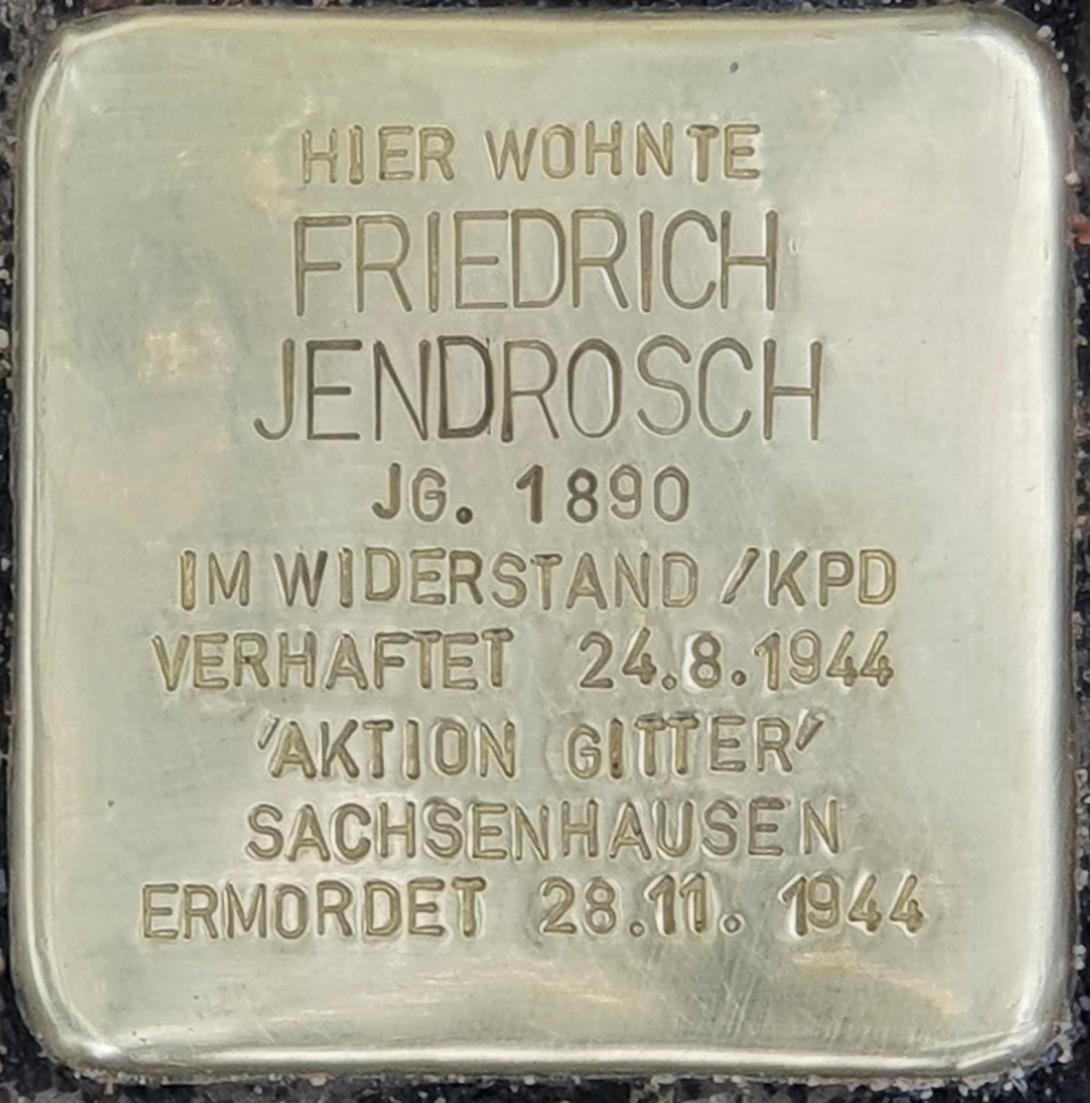 HIER WOHNTE
FRIEDRICH
JENDROSCH
JG. 1890
IM WIDERSTAND / KPD
VERHAFTET 24.8.1944
'AKTION GITTER'
SACHSENHAUSEN
ERMORDET 28.11. 1944